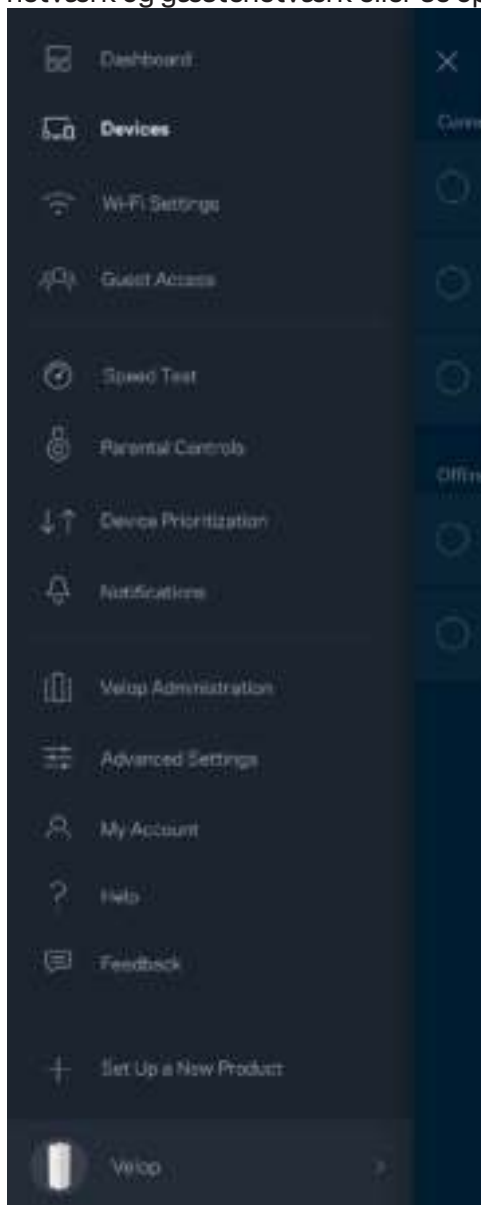 Dashboard
Devices
Wi-Fi Settings
Guest Access
Speed Test
Parental Controls
Device Prioritization
Notifications
Velop Administration
Advanced Settings
My Account
Help
Feedback
Set Up a New Product
Velop